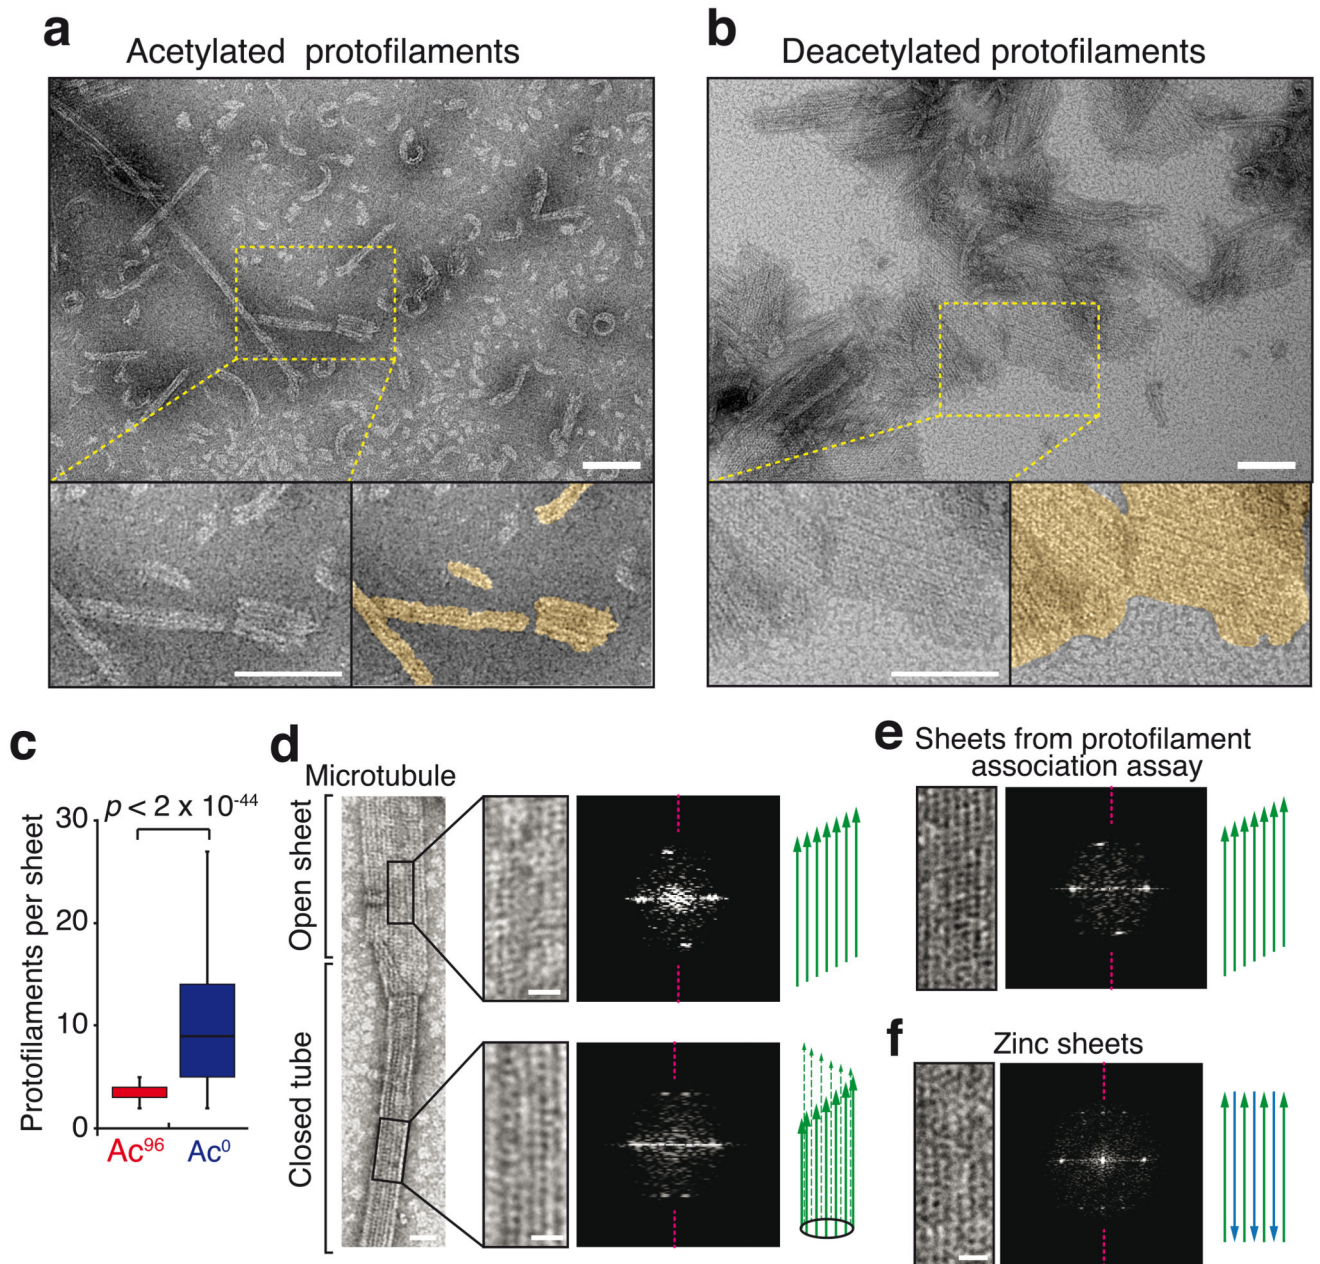 a
Acetylated protofilaments
b
Deacetylated protofilaments
c
p < 2 x 10-44
Protofilaments per sheet
30
20
10
0
Ac96
Ac0
d
Microtubule
Open sheet
Closed tube
e
Sheets from protofilament
association assay
f
Zinc sheets